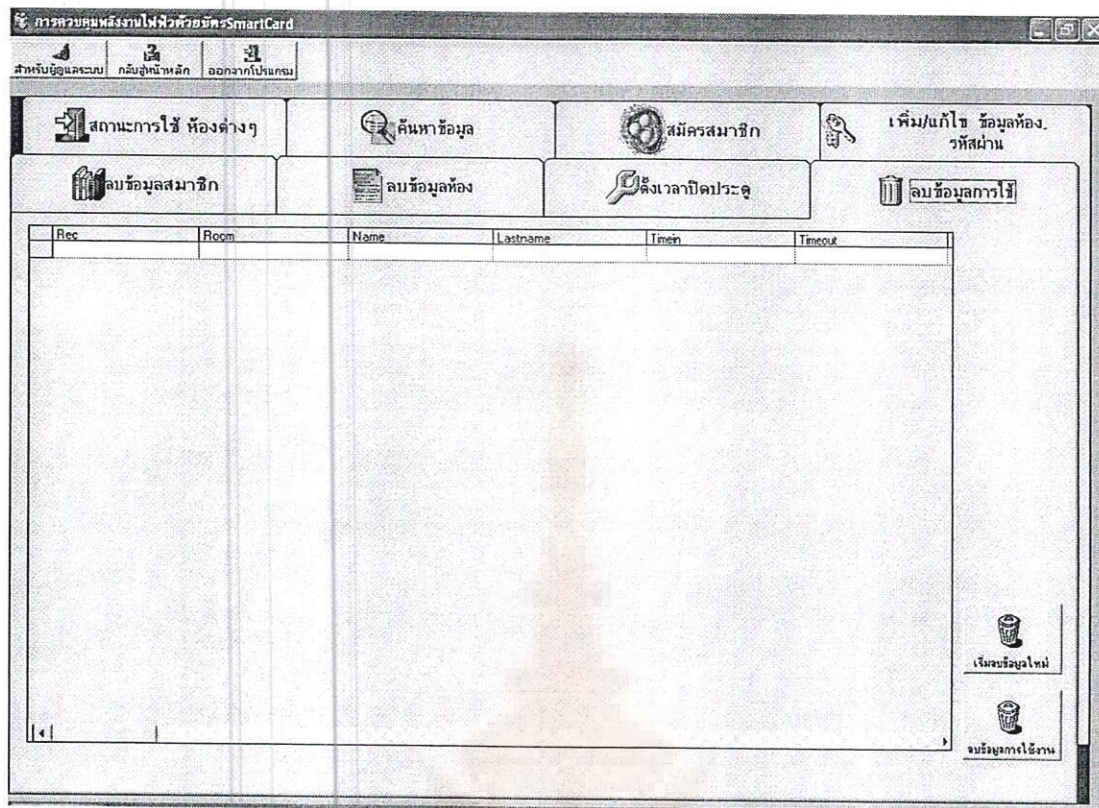 การควบคุมพลังงานไฟฟ้าด้วยบัตรSmartCard
สำหรับผู้ดูแลระบบ กลับสู่หน้าหลัก ออกจากโปรแกรม
สถานะการใช้ ห้องต่างๆ ค้นหาข้อมูล สมัครสมาชิก เพิ่ม/แก้ไข ข้อมูลห้อง,
รหัสผ่าน
ลบข้อมูลสมาชิก ลบข้อมูลห้อง ตั้งเวลาปิดประตู ลบข้อมูลการใช้
Rec Room Name Lastname Timein Timeout
เริ่มลบข้อมูลใหม่
ลบข้อมูลการใช้งาน